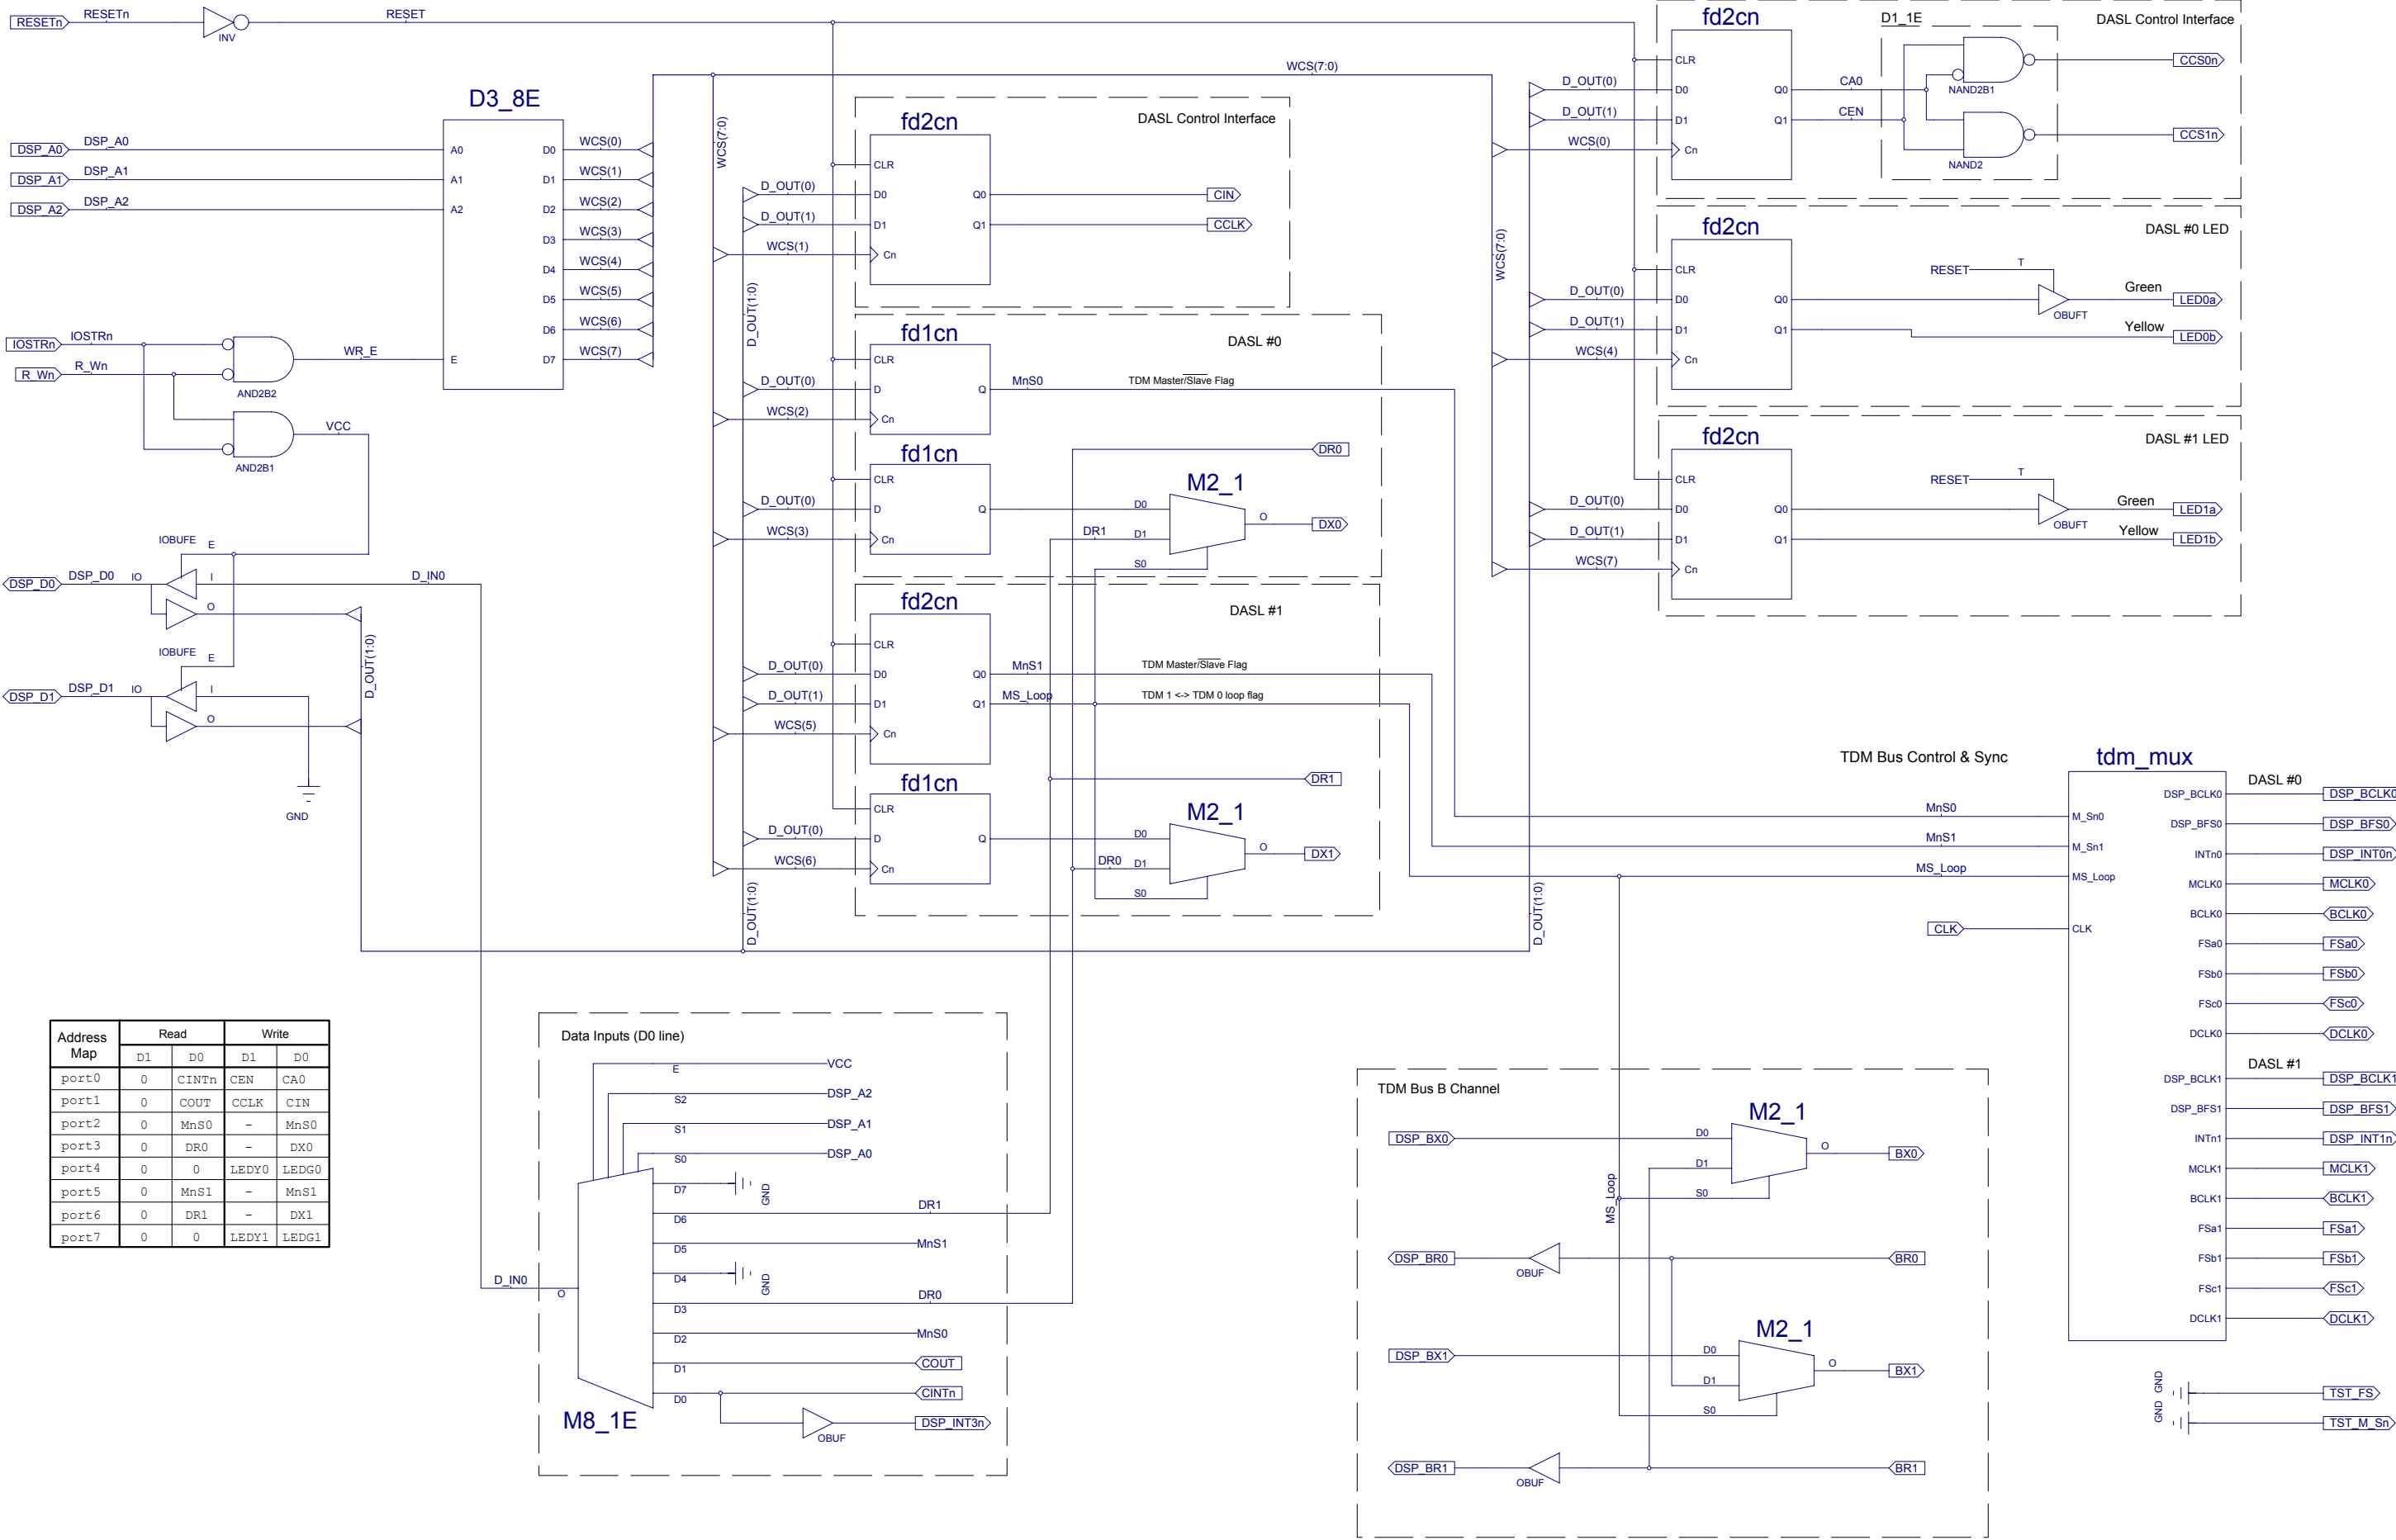 RESETn RESETn INV RESET
D3_8E
DSP_A0 DSP_A0 A0 D0 WCS(0)
DSP_A1 DSP_A1 A1 D1 WCS(1)
DSP_A2 DSP_A2 A2 D2 WCS(2)
D3 WCS(3)
D4 WCS(4)
D5 WCS(5)
D6 WCS(6)
E D7 WCS(7)
IOSTRn IOSTRn
R_Wn R_Wn
WR_E
AND2B2
VCC
AND2B1
IOBUFE E
DSP_D0 DSP_D0 IO I D_IN0
O
IOBUFE E
DSP_D1 DSP_D1 IO I
O
D_OUT(1:0)
GND
WCS(7:0)
WCS(7:0)
D_OUT(1:0)
D_OUT(1:0)
DASL Control Interface
fd2cn
CLR
D_OUT(0) D0 Q0 CIN
D_OUT(1) D1 Q1 CCLK
WCS(1) Cn
DASL #0
fd1cn
CLR
D_OUT(0) D Q MnS0 TDM Master/Slave Flag
WCS(2) Cn
fd1cn
CLR
D_OUT(0) D Q
WCS(3) Cn
DR0
M2_1
D0
DR1 D1 O DX0
S0
DASL #1
fd2cn
CLR
D_OUT(0) D0 Q0 MnS1 TDM Master/Slave Flag
D_OUT(1) D1 Q1 MS_Loop TDM 1 <-> TDM 0 loop flag
WCS(5) Cn
DR1
fd1cn
CLR
D_OUT(0) D Q
WCS(6) Cn
M2_1
D0
DR0 D1 O DX1
S0
WCS(7:0)
D_OUT(1:0)
DASL Control Interface
fd2cn
CLR
D_OUT(0) D0 Q0 CA0
D_OUT(1) D1 Q1 CEN
WCS(0) Cn
D1_1E
NAND2B1 CCS0n
NAND2 CCS1n
DASL #0 LED
fd2cn
CLR
RESET T
D_OUT(0) D0 Q0 OBUFT Green LED0a
D_OUT(1) D1 Q1 Yellow LED0b
WCS(4) Cn
DASL #1 LED
fd2cn
CLR
RESET T
D_OUT(0) D0 Q0 OBUFT Green LED1a
D_OUT(1) D1 Q1 Yellow LED1b
WCS(7) Cn
TDM Bus Control & Sync
tdm_mux
MnS0 M_Sn0
MnS1 M_Sn1
MS_Loop MS_Loop
CLK CLK
DASL #0
DSP_BCLK0 DSP_BCLK0
DSP_BFS0 DSP_BFS0
INTn0 DSP_INT0n
MCLK0 MCLK0
BCLK0 BCLK0
FSa0 FSa0
FSb0 FSb0
FSc0 FSc0
DCLK0 DCLK0
DASL #1
DSP_BCLK1 DSP_BCLK1
DSP_BFS1 DSP_BFS1
INTn1 DSP_INT1n
MCLK1 MCLK1
BCLK1 BCLK1
FSa1 FSa1
FSb1 FSb1
FSc1 FSc1
DCLK1 DCLK1
GND TST_FS
GND TST_M_Sn
Address Map Read Write
D1 D0 D1 D0
port0 0 CINTn CEN CA0
port1 0 COUT CCLK CIN
port2 0 MnS0 - MnS0
port3 0 DR0 - DX0
port4 0 0 LEDY0 LEDG0
port5 0 MnS1 - MnS1
port6 0 DR1 - DX1
port7 0 0 LEDY1 LEDG1
Data Inputs (D0 line)
E VCC
S2 DSP_A2
S1 DSP_A1
S0 DSP_A0
D7 GND
D6 DR1
D5 MnS1
D4 GND
D_IN0 O
D3 DR0
D2 MnS0
D1 COUT
D0 CINTn
M8_1E
OBUF DSP_INT3n
TDM Bus B Channel
M2_1
DSP_BX0 D0
D1 O BX0
S0
MS_Loop
DSP_BR0 OBUF BR0
M2_1
DSP_BX1 D0
D1 O BX1
S0
DSP_BR1 OBUF BR1